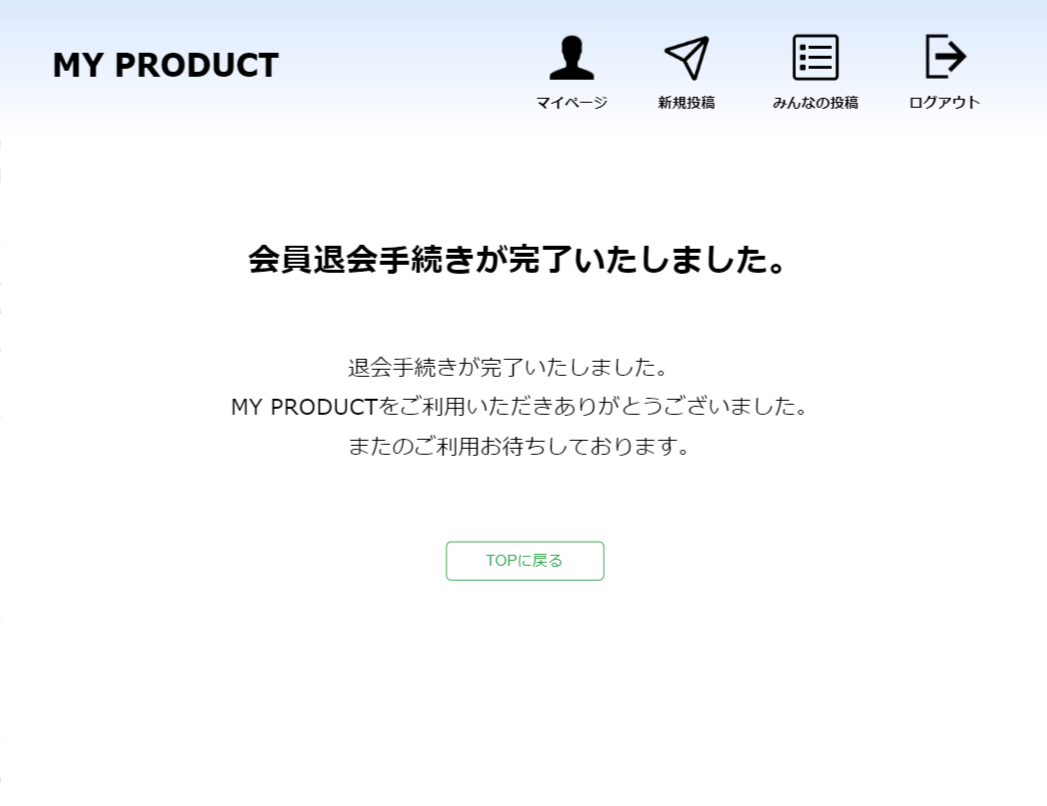 MY PRODUCT
マイページ
新規投稿
みんなの投稿
ログアウト
会員退会手続きが完了いたしました。
退会手続きが完了いたしました。
MY PRODUCTをご利用いただきありがとうございました。
またのご利用お待ちしております。
TOPに戻る